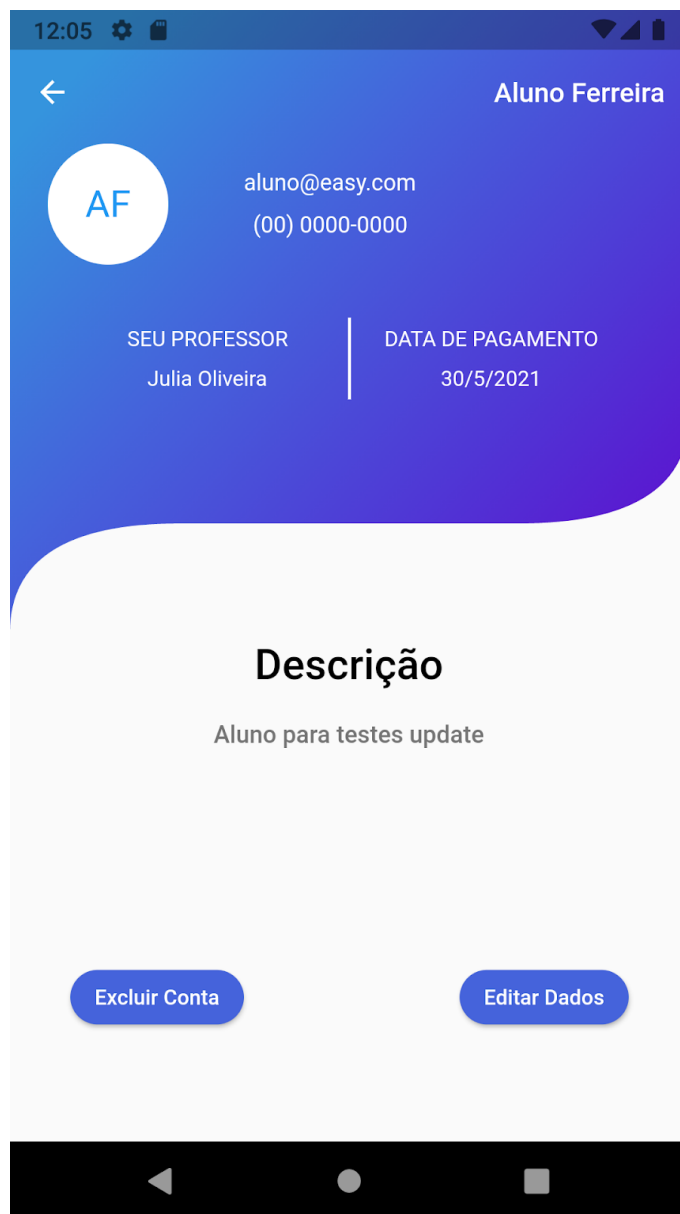 12:05
Aluno Ferreira
AF
aluno@easy.com
(00) 0000-0000
SEU PROFESSOR
Julia Oliveira
DATA DE PAGAMENTO
30/5/2021
Descrição
Aluno para testes update
Excluir Conta
Editar Dados